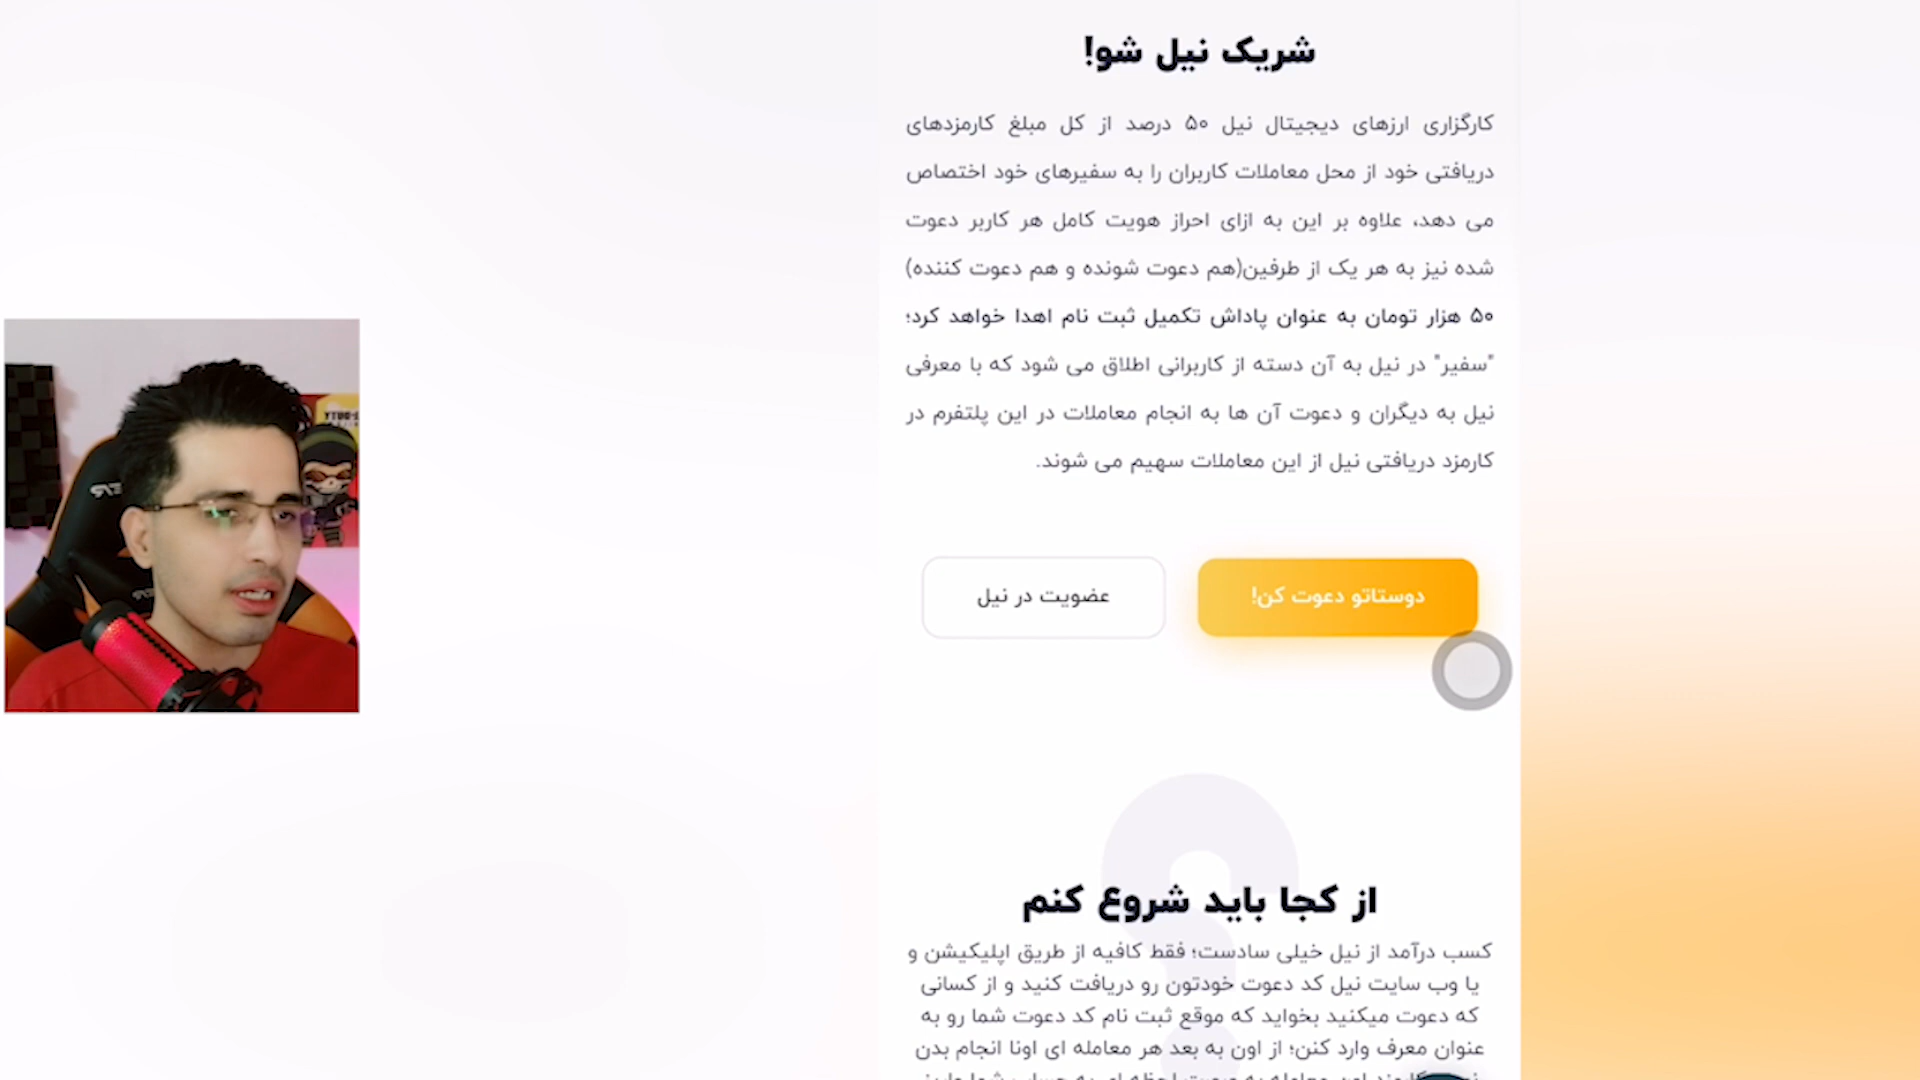 شریک نیل شو!
کارگزاری ارزهای دیجیتال نیل ۵۰ درصد از کل مبلغ کارمزدهای
دریافتی خود از محل معاملات کاربران را به سفیرهای خود اختصاص
می دهد، علاوه بر این به ازای احراز هویت کامل هر کاربر دعوت
شده نیز به هر یک از طرفین(هم دعوت شونده و هم دعوت کننده)
۵۰ هزار تومان به عنوان پاداش تکمیل ثبت نام اهدا خواهد کرد؛
"سفیر" در نیل به آن دسته از کاربرانی اطلاق می شود که با معرفی
نیل به دیگران و دعوت آن ها به انجام معاملات در این پلتفرم در
کارمزد دریافتی نیل از این معاملات سهیم می شوند.
دوستاتو دعوت کن!
عضویت در نیل
از کجا باید شروع کنم
کسب درآمد از نیل خیلی سادست؛ فقط کافیه از طریق اپلیکیشن و
یا وب سایت نیل کد دعوت خودتون رو دریافت کنید و از کسانی
که دعوت میکنید بخواید که موقع ثبت نام کد دعوت شما رو به
عنوان معرف وارد کنن؛ از اون به بعد هر معامله ای اونا انجام بدن